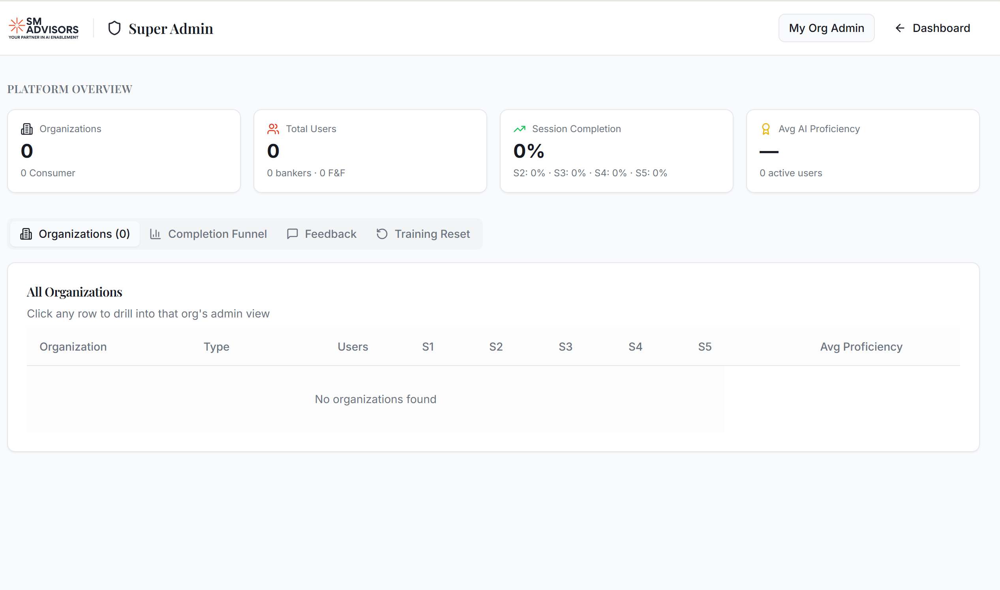 SM
ADVISORS
YOUR PARTNER IN AI ENABLEMENT
Super Admin
My Org Admin
Dashboard
PLATFORM OVERVIEW
Organizations
0
0 Consumer
Total Users
0
0 bankers · 0 F&F
Session Completion
0%
S2: 0% · S3: 0% · S4: 0% · S5: 0%
Avg AI Proficiency
—
0 active users
Organizations (0)
Completion Funnel
Feedback
Training Reset
All Organizations
Click any row to drill into that org's admin view
Organization Type Users S1 S2 S3 S4 S5 Avg Proficiency
No organizations found